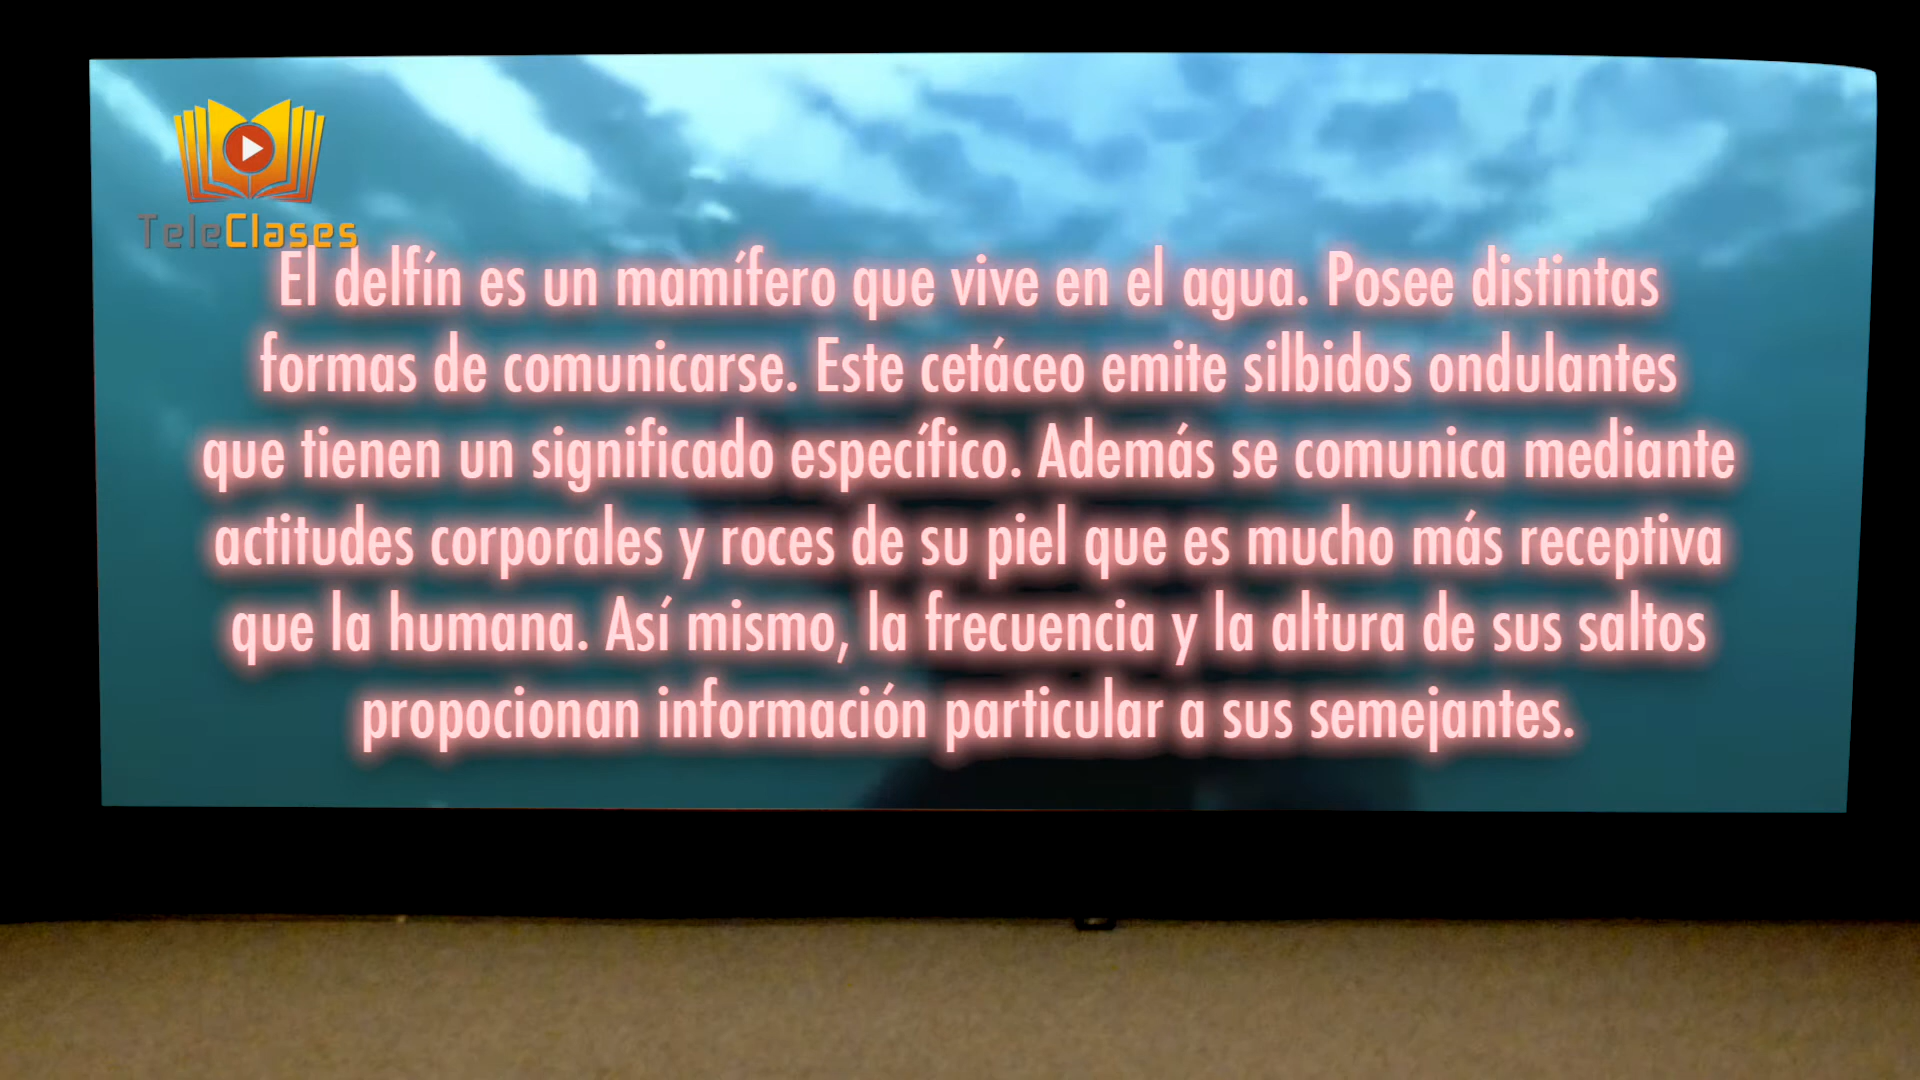 TeleClases
El delfín es un mamífero que vive en el agua. Posee distintas
formas de comunicarse. Este cetáceo emite silbidos ondulantes
que tienen un significado específico. Además se comunica mediante
actitudes corporales y roces de su piel que es mucho más receptiva
que la humana. Así mismo, la frecuencia y la altura de sus saltos
propocionan información particular a sus semejantes.